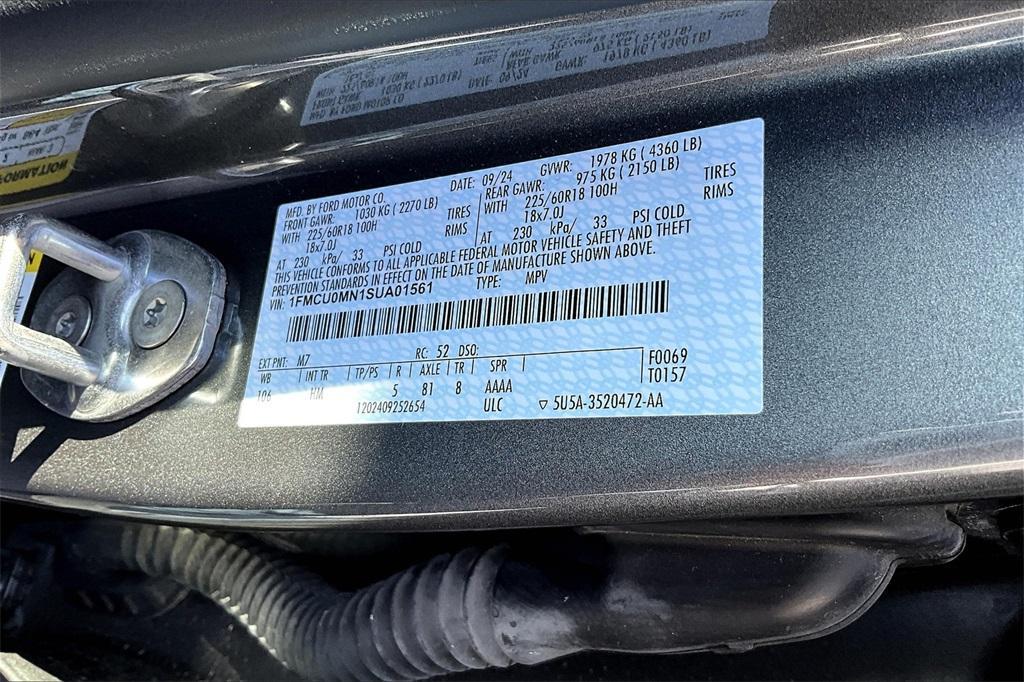 MFD. BY FORD MOTOR CO. DATE: 09/24 GVWR: 1978 KG ( 4360 LB)
FRONT GAWR: 1030 KG ( 2270 LB) REAR GAWR: 975 KG ( 2150 LB)
WITH 225/60R18 100H TIRES WITH 225/60R18 100H TIRES
18x7.0J RIMS 18x7.0J RIMS
AT 230 kPa/ 33 PSI COLD AT 230 kPa/ 33 PSI COLD
THIS VEHICLE CONFORMS TO ALL APPLICABLE FEDERAL MOTOR VEHICLE SAFETY AND THEFT
PREVENTION STANDARDS IN EFFECT ON THE DATE OF MANUFACTURE SHOWN ABOVE.
VIN: 1FMCU0MN1SUA01561 TYPE: MPV
EXT PNT: M7 RC: 52 DSO:
WB INT TR TP/PS R AXLE TR SPR F0069
106 HM 5 81 8 AAAA T0157
1202409252654 ULC ▽ 5U5A-3520472-AA